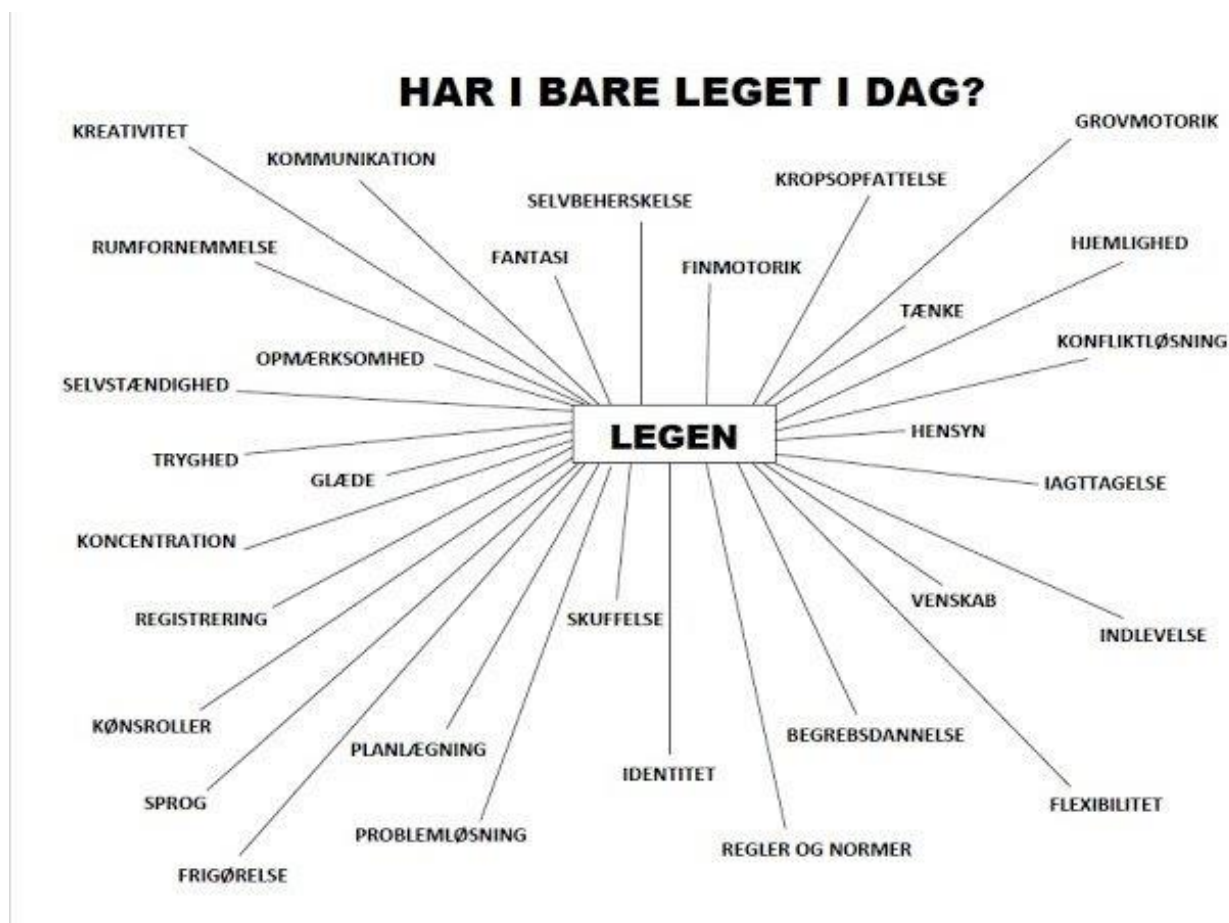 HAR I BARE LEGET I DAG?
GROVMOTORIK
KREATIVITET
KOMMUNIKATION
KROPSOPFATTELSE
SELVBEHERSKELSE
RUMFORNEMMELSE
FANTASI
FINMOTORIK
HJEMLIGHED
TÆNKE
OPMÆRKSOMHED
KONFLIKTLØSNING
SELVSTÆNDIGHED
LEGEN
HENSYN
TRYGHED
GLÆDE
IAGTTAGELSE
KONCENTRATION
VENSKAB
REGISTRERING
SKUFFELSE
INDLEVELSE
KØNSROLLER
PLANLÆGNING
BEGREBSDANNELSE
IDENTITET
SPROG
FLEXIBILITET
PROBLEMLØSNING
REGLER OG NORMER
FRIGØRELSE